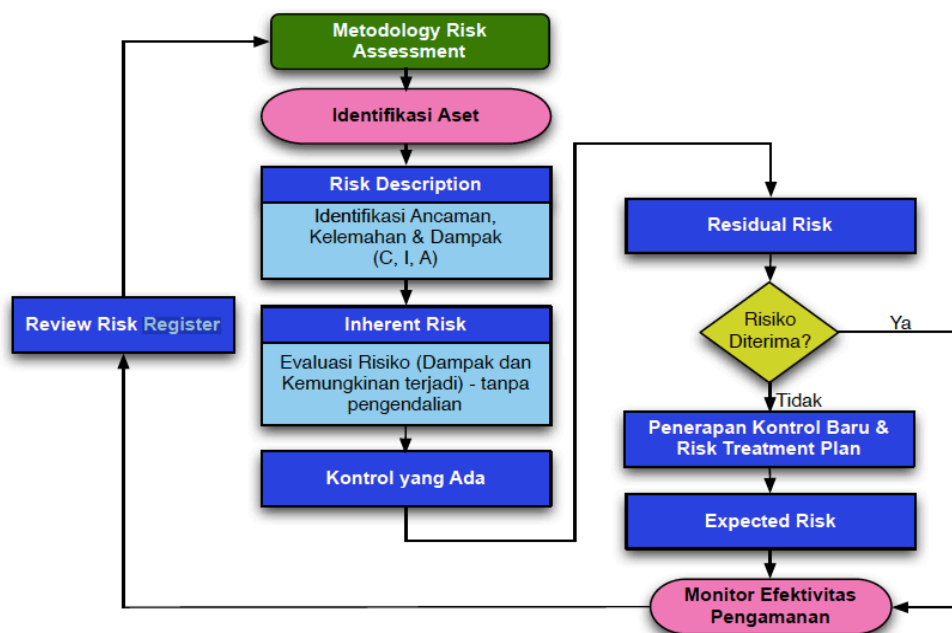 Metodology Risk
Assessment
Identifikasi Aset
Risk Description
Identifikasi Ancaman,
Kelemahan & Dampak
(C, I, A)
Inherent Risk
Evaluasi Risiko (Dampak dan
Kemungkinan terjadi) - tanpa
pengendalian
Kontrol yang Ada
Residual Risk
Risiko
Diterima?
Ya
Tidak
Penerapan Kontrol Baru &
Risk Treatment Plan
Expected Risk
Monitor Efektivitas
Pengamanan
Review Risk Register